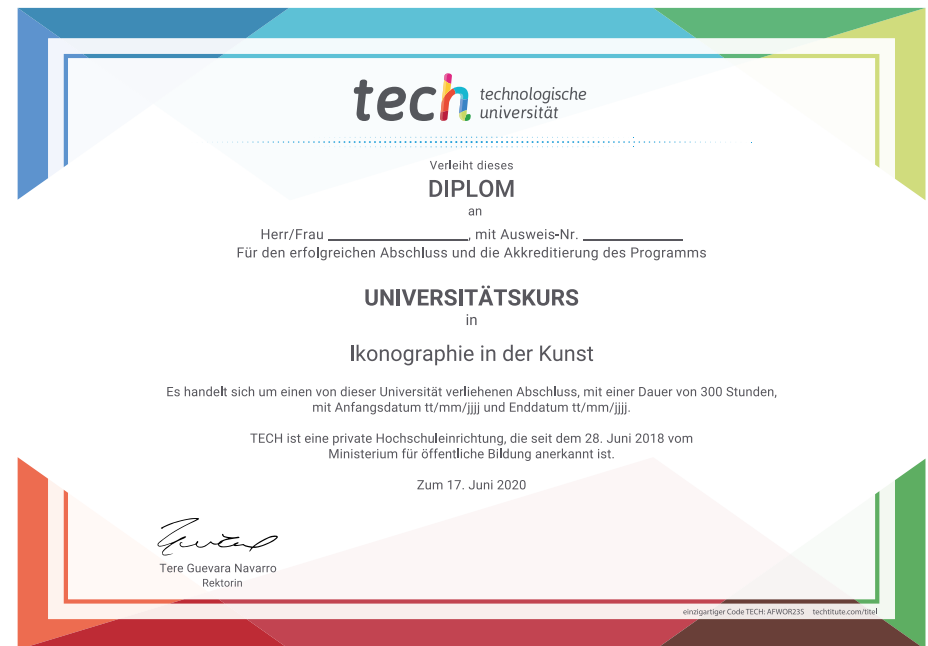 tech technologische
universität
Verleiht dieses
DIPLOM
an
Herr/Frau ____________________, mit Ausweis-Nr. ______________
Für den erfolgreichen Abschluss und die Akkreditierung des Programms
UNIVERSITÄTSKURS
in
Ikonographie in der Kunst
Es handelt sich um einen von dieser Universität verliehenen Abschluss, mit einer Dauer von 300 Stunden,
mit Anfangsdatum tt/mm/jjjj und Enddatum tt/mm/jjjj.
TECH ist eine private Hochschuleinrichtung, die seit dem 28. Juni 2018 vom
Ministerium für öffentliche Bildung anerkannt ist.
Zum 17. Juni 2020
Tere Guevara Navarro
Rektorin
einzigartiger Code TECH: AFWOR23S techtitute.com/titel